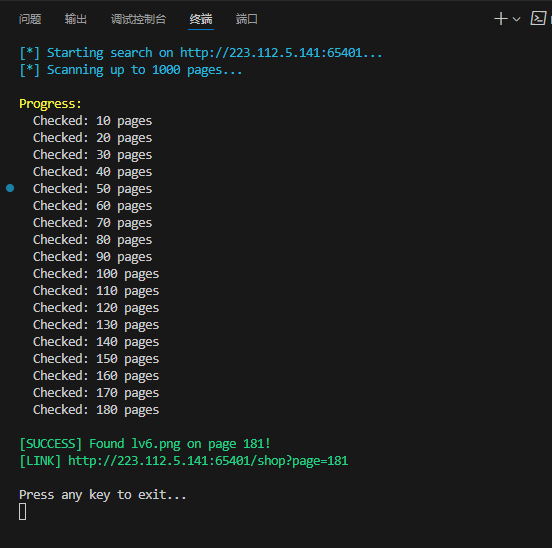 问题 输出 调试控制台 终端 端口
[*] Starting search on http://223.112.5.141:65401...
[*] Scanning up to 1000 pages...
Progress:
Checked: 10 pages
Checked: 20 pages
Checked: 30 pages
Checked: 40 pages
Checked: 50 pages
Checked: 60 pages
Checked: 70 pages
Checked: 80 pages
Checked: 90 pages
Checked: 100 pages
Checked: 110 pages
Checked: 120 pages
Checked: 130 pages
Checked: 140 pages
Checked: 150 pages
Checked: 160 pages
Checked: 170 pages
Checked: 180 pages
[SUCCESS] Found lv6.png on page 181!
[LINK] http://223.112.5.141:65401/shop?page=181
Press any key to exit...